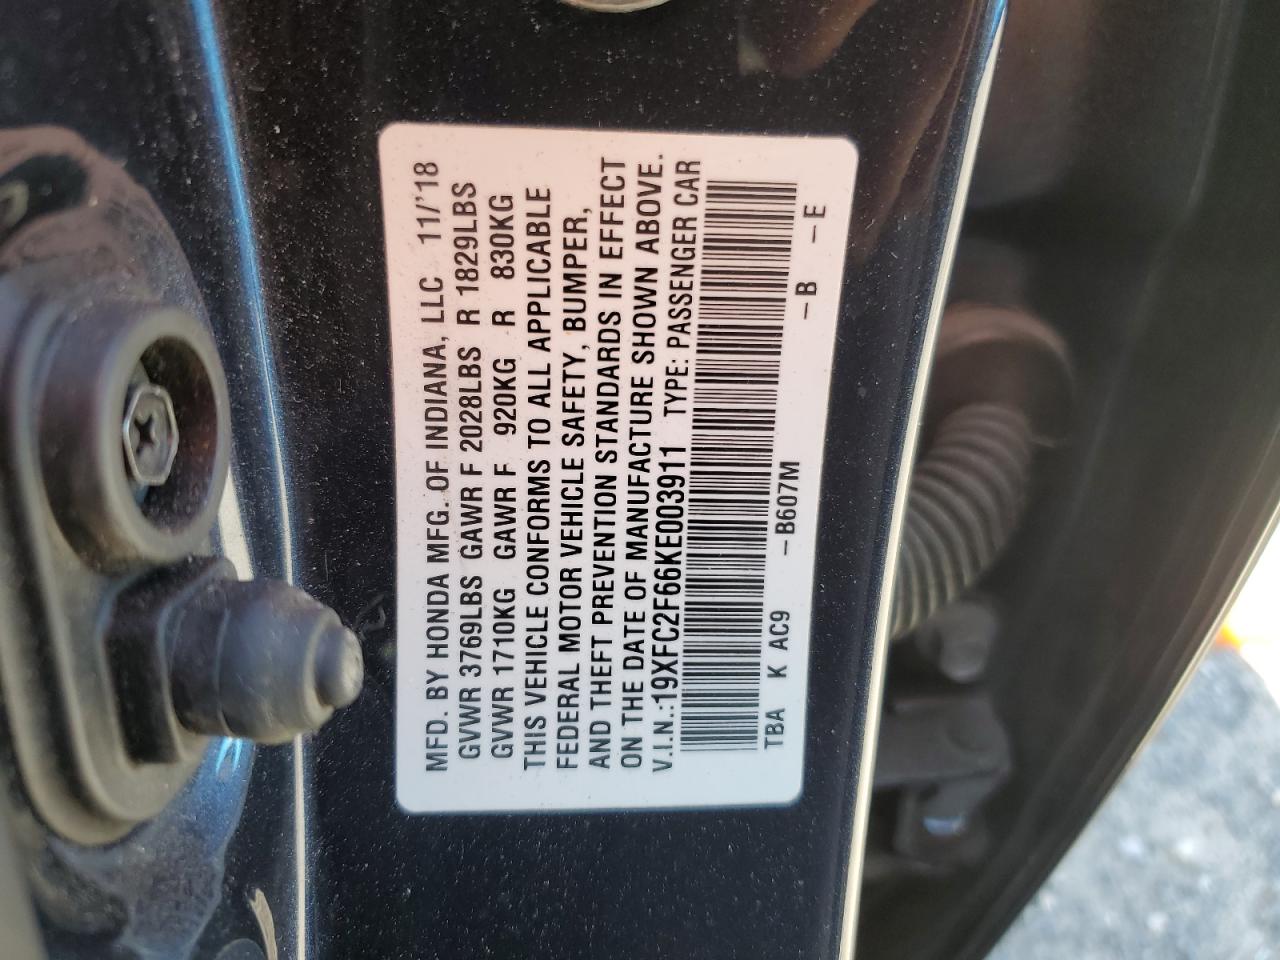 MFD. BY HONDA MFG. OF INDIANA, LLC 11/'18
GVWR 3769LBS GAWR F 2028LBS R 1829LBS
GVWR 1710KG GAWR F 920KG R 830KG
THIS VEHICLE CONFORMS TO ALL APPLICABLE
FEDERAL MOTOR VEHICLE SAFETY, BUMPER,
AND THEFT PREVENTION STANDARDS IN EFFECT
ON THE DATE OF MANUFACTURE SHOWN ABOVE.
V.I.N.:19XFC2F66KE003911 TYPE: PASSENGER CAR
TBA K AC9 -B607M -B -E